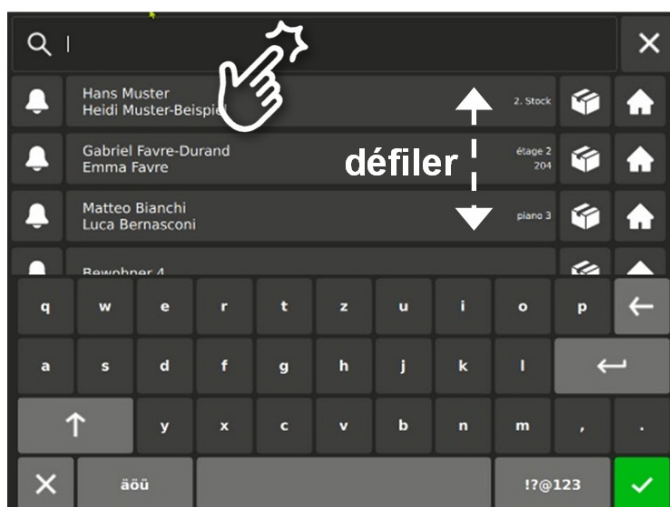 Hans Muster
Heidi Muster-Beispiel
2. Stock
Gabriel Favre-Durand
Emma Favre
étage 2
204
défiler
Matteo Bianchi
Luca Bernasconi
piano 3
Bewohner 4
q w e r t z u i o p
a s d f g h j k l
y x c v b n m , .
äöü !?@123